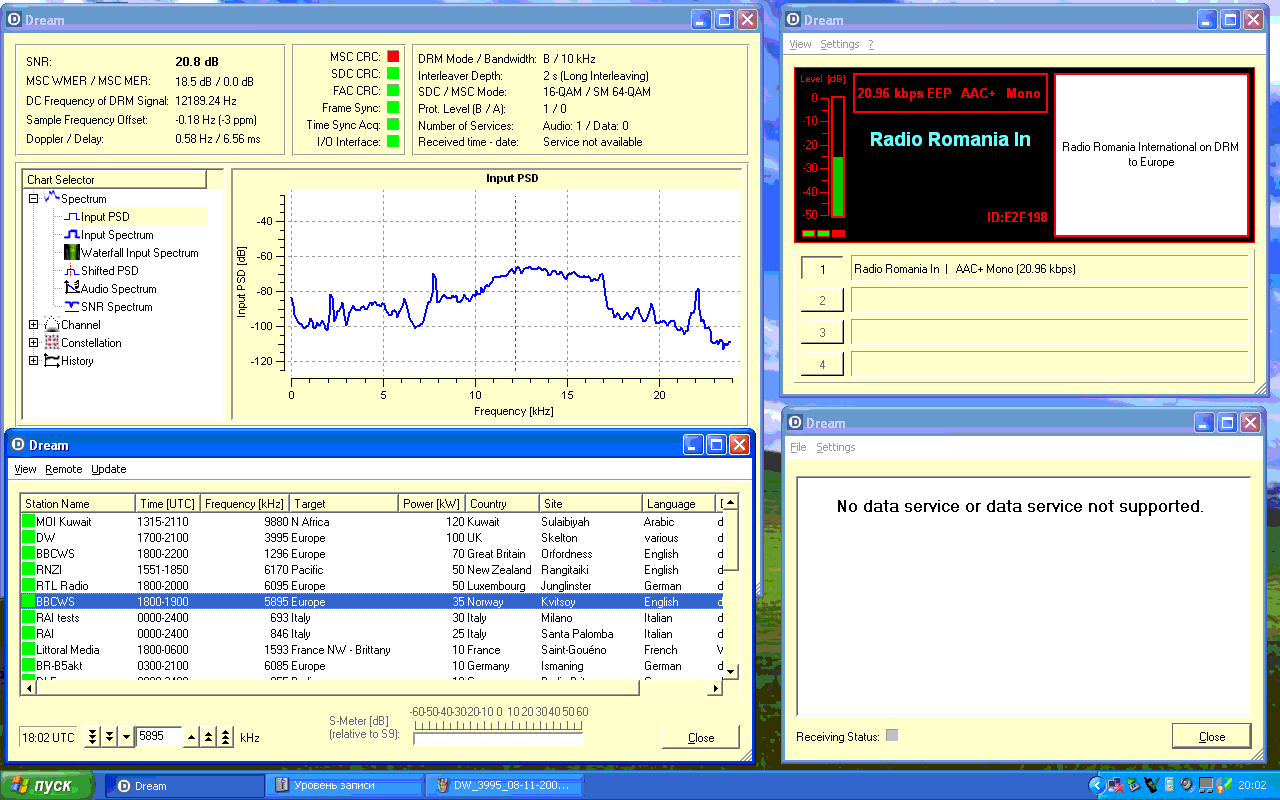 Dream
SNR: 20.8 dB
MSC WMER / MSC MER: 18.5 dB / 0.0 dB
DC Frequency of DRM Signal: 12189.24 Hz
Sample Frequency Offset: -0.18 Hz (-3 ppm)
Doppler / Delay: 0.58 Hz / 6.56 ms
MSC CRC:
SDC CRC:
FAC CRC:
Frame Sync:
Time Sync Acq:
I/O Interface:
DRM Mode / Bandwidth: B / 10 kHz
Interleaver Depth: 2 s (Long Interleaving)
SDC / MSC Mode: 16-QAM / SM 64-QAM
Prot. Level (B / A): 1 / 0
Number of Services: Audio: 1 / Data: 0
Received time - date: Service not available
Chart Selector
Spectrum
Input PSD
Input Spectrum
Waterfall Input Spectrum
Shifted PSD
Audio Spectrum
SNR Spectrum
Channel
Constellation
History
Input PSD
Input PSD [dB]
-40
-60
-80
-100
-120
0 5 10 15 20
Frequency [kHz]
Dream
View Settings ?
Level [dB]
0
-10
-20
-30
-40
-50
20.96 kbps EEP AAC+ Mono
Radio Romania In
ID:E2F198
Radio Romania International on DRM
to Europe
1 Radio Romania In | AAC+ Mono (20.96 kbps)
2
3
4
Dream
View Remote Update
Station Name Time [UTC] Frequency [kHz] Target Power [kW] Country Site Language
MOI Kuwait 1315-2110 9880 N Africa 120 Kuwait Sulaibiyah Arabic d
DW 1700-2100 3995 Europe 100 UK Skelton various d
BBCWS 1800-2200 1296 Europe 70 Great Britain Orfordness English d
RNZI 1551-1850 6170 Pacific 50 New Zealand Rangitaiki English d
RTL Radio 1800-2000 6095 Europe 50 Luxembourg Junglinster German d
BBCWS 1800-1900 5895 Europe 35 Norway Kvitsoy English d
RAI tests 0000-2400 693 Italy 30 Italy Milano Italian d
RAI 0000-2400 846 Italy 25 Italy Santa Palomba Italian d
Littoral Media 1800-0600 1593 France NW - Brittany 10 France Saint-Gouéno French V
BR-B5akt 0300-2100 6085 Europe 10 Germany Ismaning German d
18:02 UTC 5895 kHz
S-Meter [dB]
(relative to S9):
-60-50-40-30-20-10 0 10 20 30 40 50 60
Close
Dream
File Settings
No data service or data service not supported.
Receiving Status:
Close
пуск
Dream
Уровень записи
DW_3995_08-11-200...
20:02